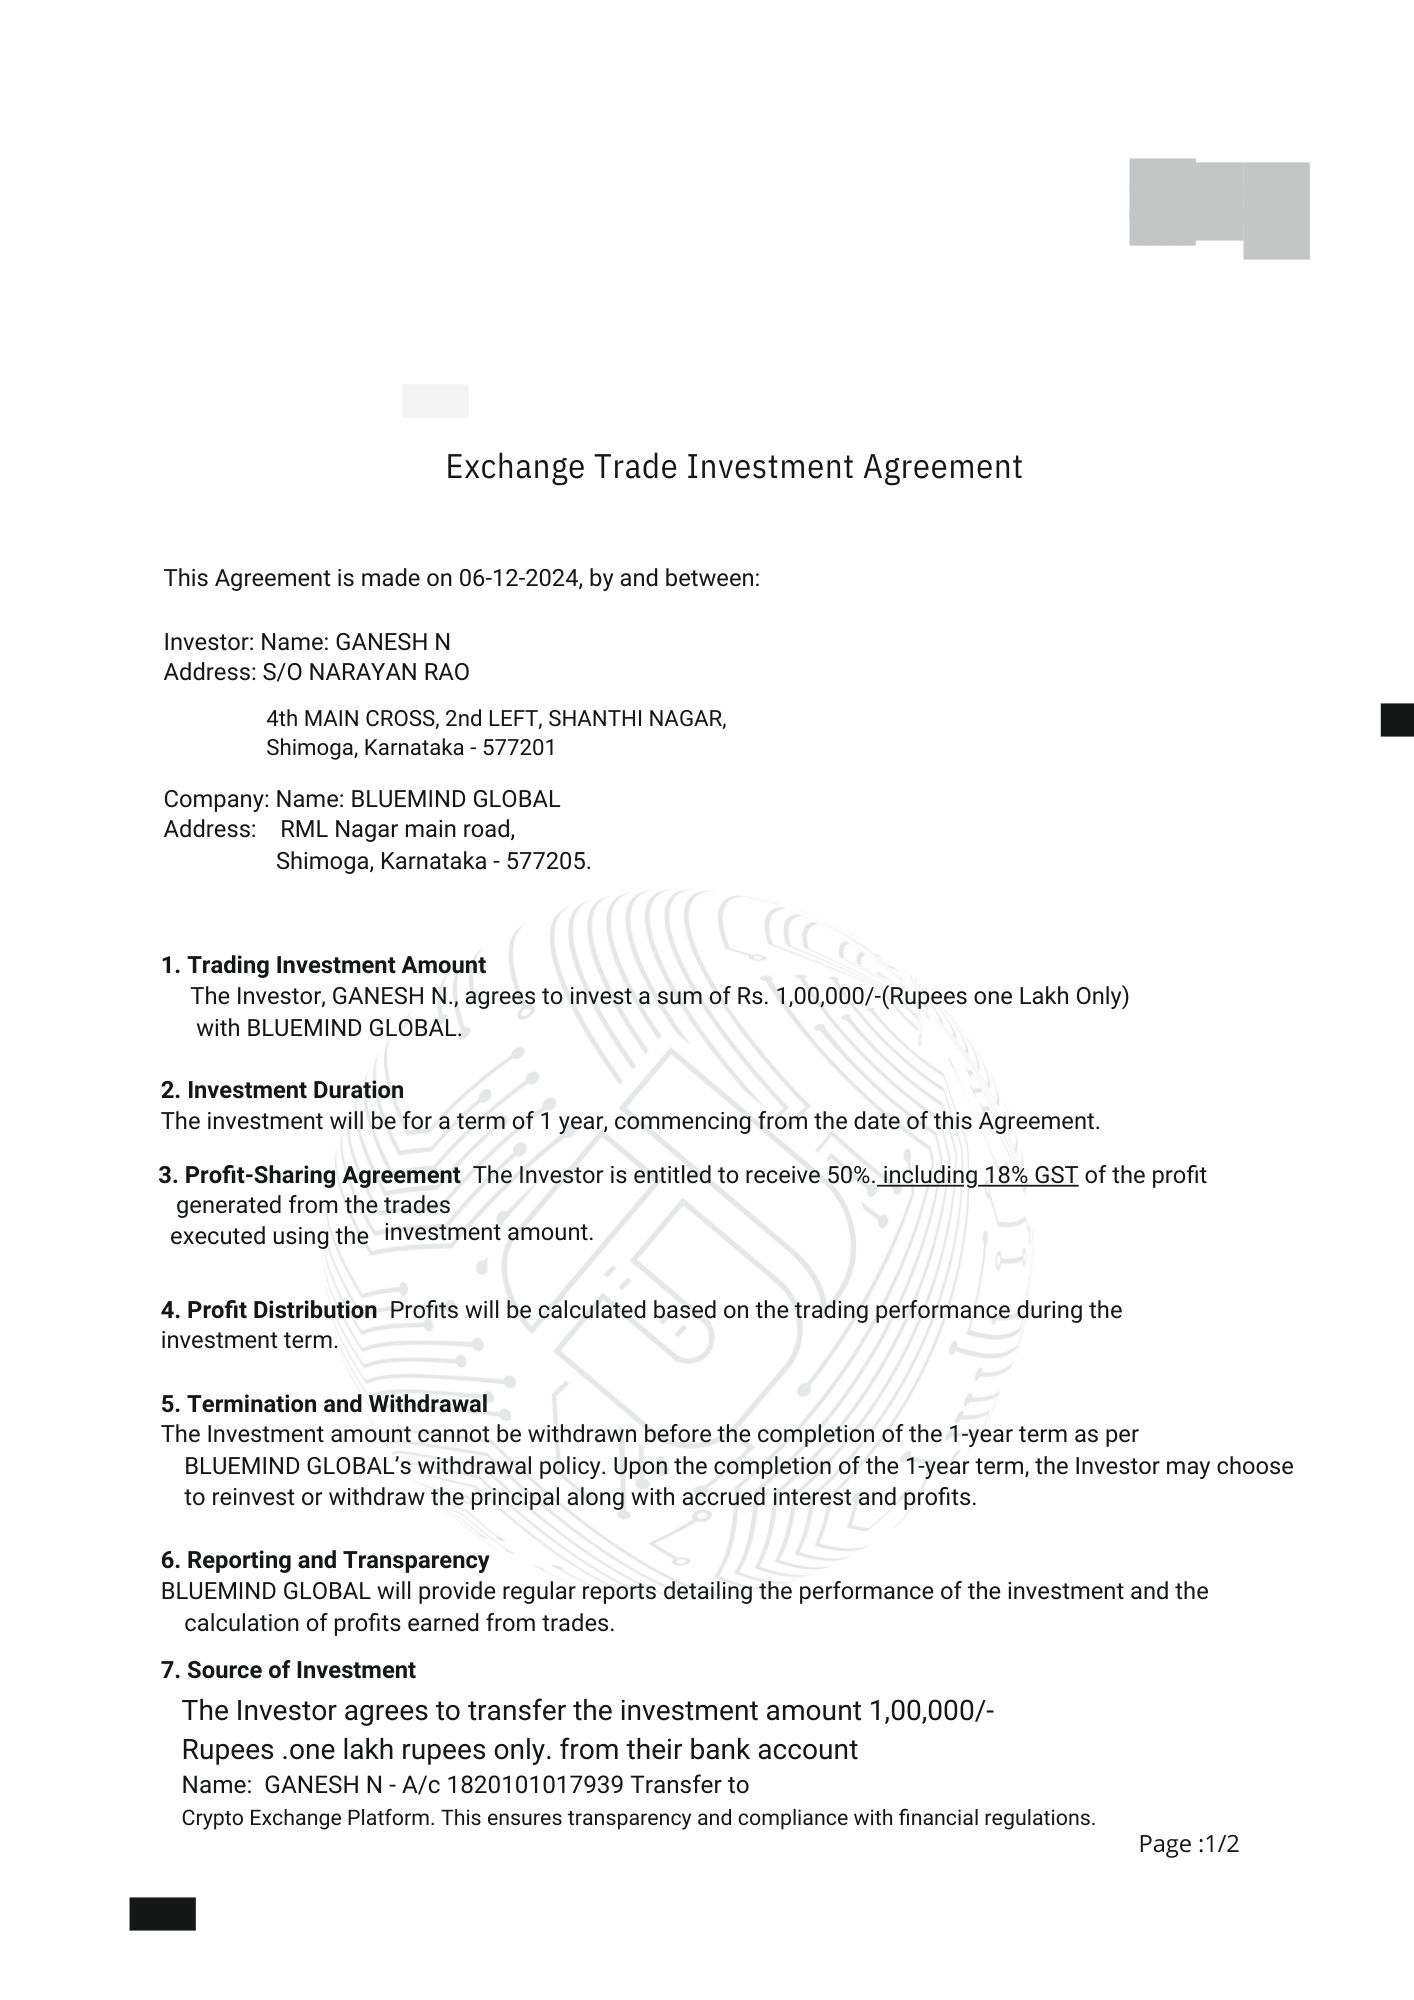 Exchange Trade Investment Agreement
This Agreement is made on 06-12-2024, by and between:
Investor: Name: GANESH N
Address: S/O NARAYAN RAO
4th MAIN CROSS, 2nd LEFT, SHANTHI NAGAR,
Shimoga, Karnataka - 577201
Company: Name: BLUEMIND GLOBAL
Address: RML Nagar main road,
Shimoga, Karnataka - 577205.
1. Trading Investment Amount
The Investor, GANESH N., agrees to invest a sum of Rs. 1,00,000/-(Rupees one Lakh Only)
with BLUEMIND GLOBAL.
2. Investment Duration
The investment will be for a term of 1 year, commencing from the date of this Agreement.
3. Profit-Sharing Agreement The Investor is entitled to receive 50%. including 18% GST of the profit
generated from the trades
executed using the investment amount.
4. Profit Distribution Profits will be calculated based on the trading performance during the
investment term.
5. Termination and Withdrawal
The Investment amount cannot be withdrawn before the completion of the 1-year term as per
BLUEMIND GLOBAL’s withdrawal policy. Upon the completion of the 1-year term, the Investor may choose
to reinvest or withdraw the principal along with accrued interest and profits.
6. Reporting and Transparency
BLUEMIND GLOBAL will provide regular reports detailing the performance of the investment and the
calculation of profits earned from trades.
7. Source of Investment
The Investor agrees to transfer the investment amount 1,00,000/-
Rupees .one lakh rupees only. from their bank account
Name: GANESH N - A/c 1820101017939 Transfer to
Crypto Exchange Platform. This ensures transparency and compliance with financial regulations.
Page :1/2